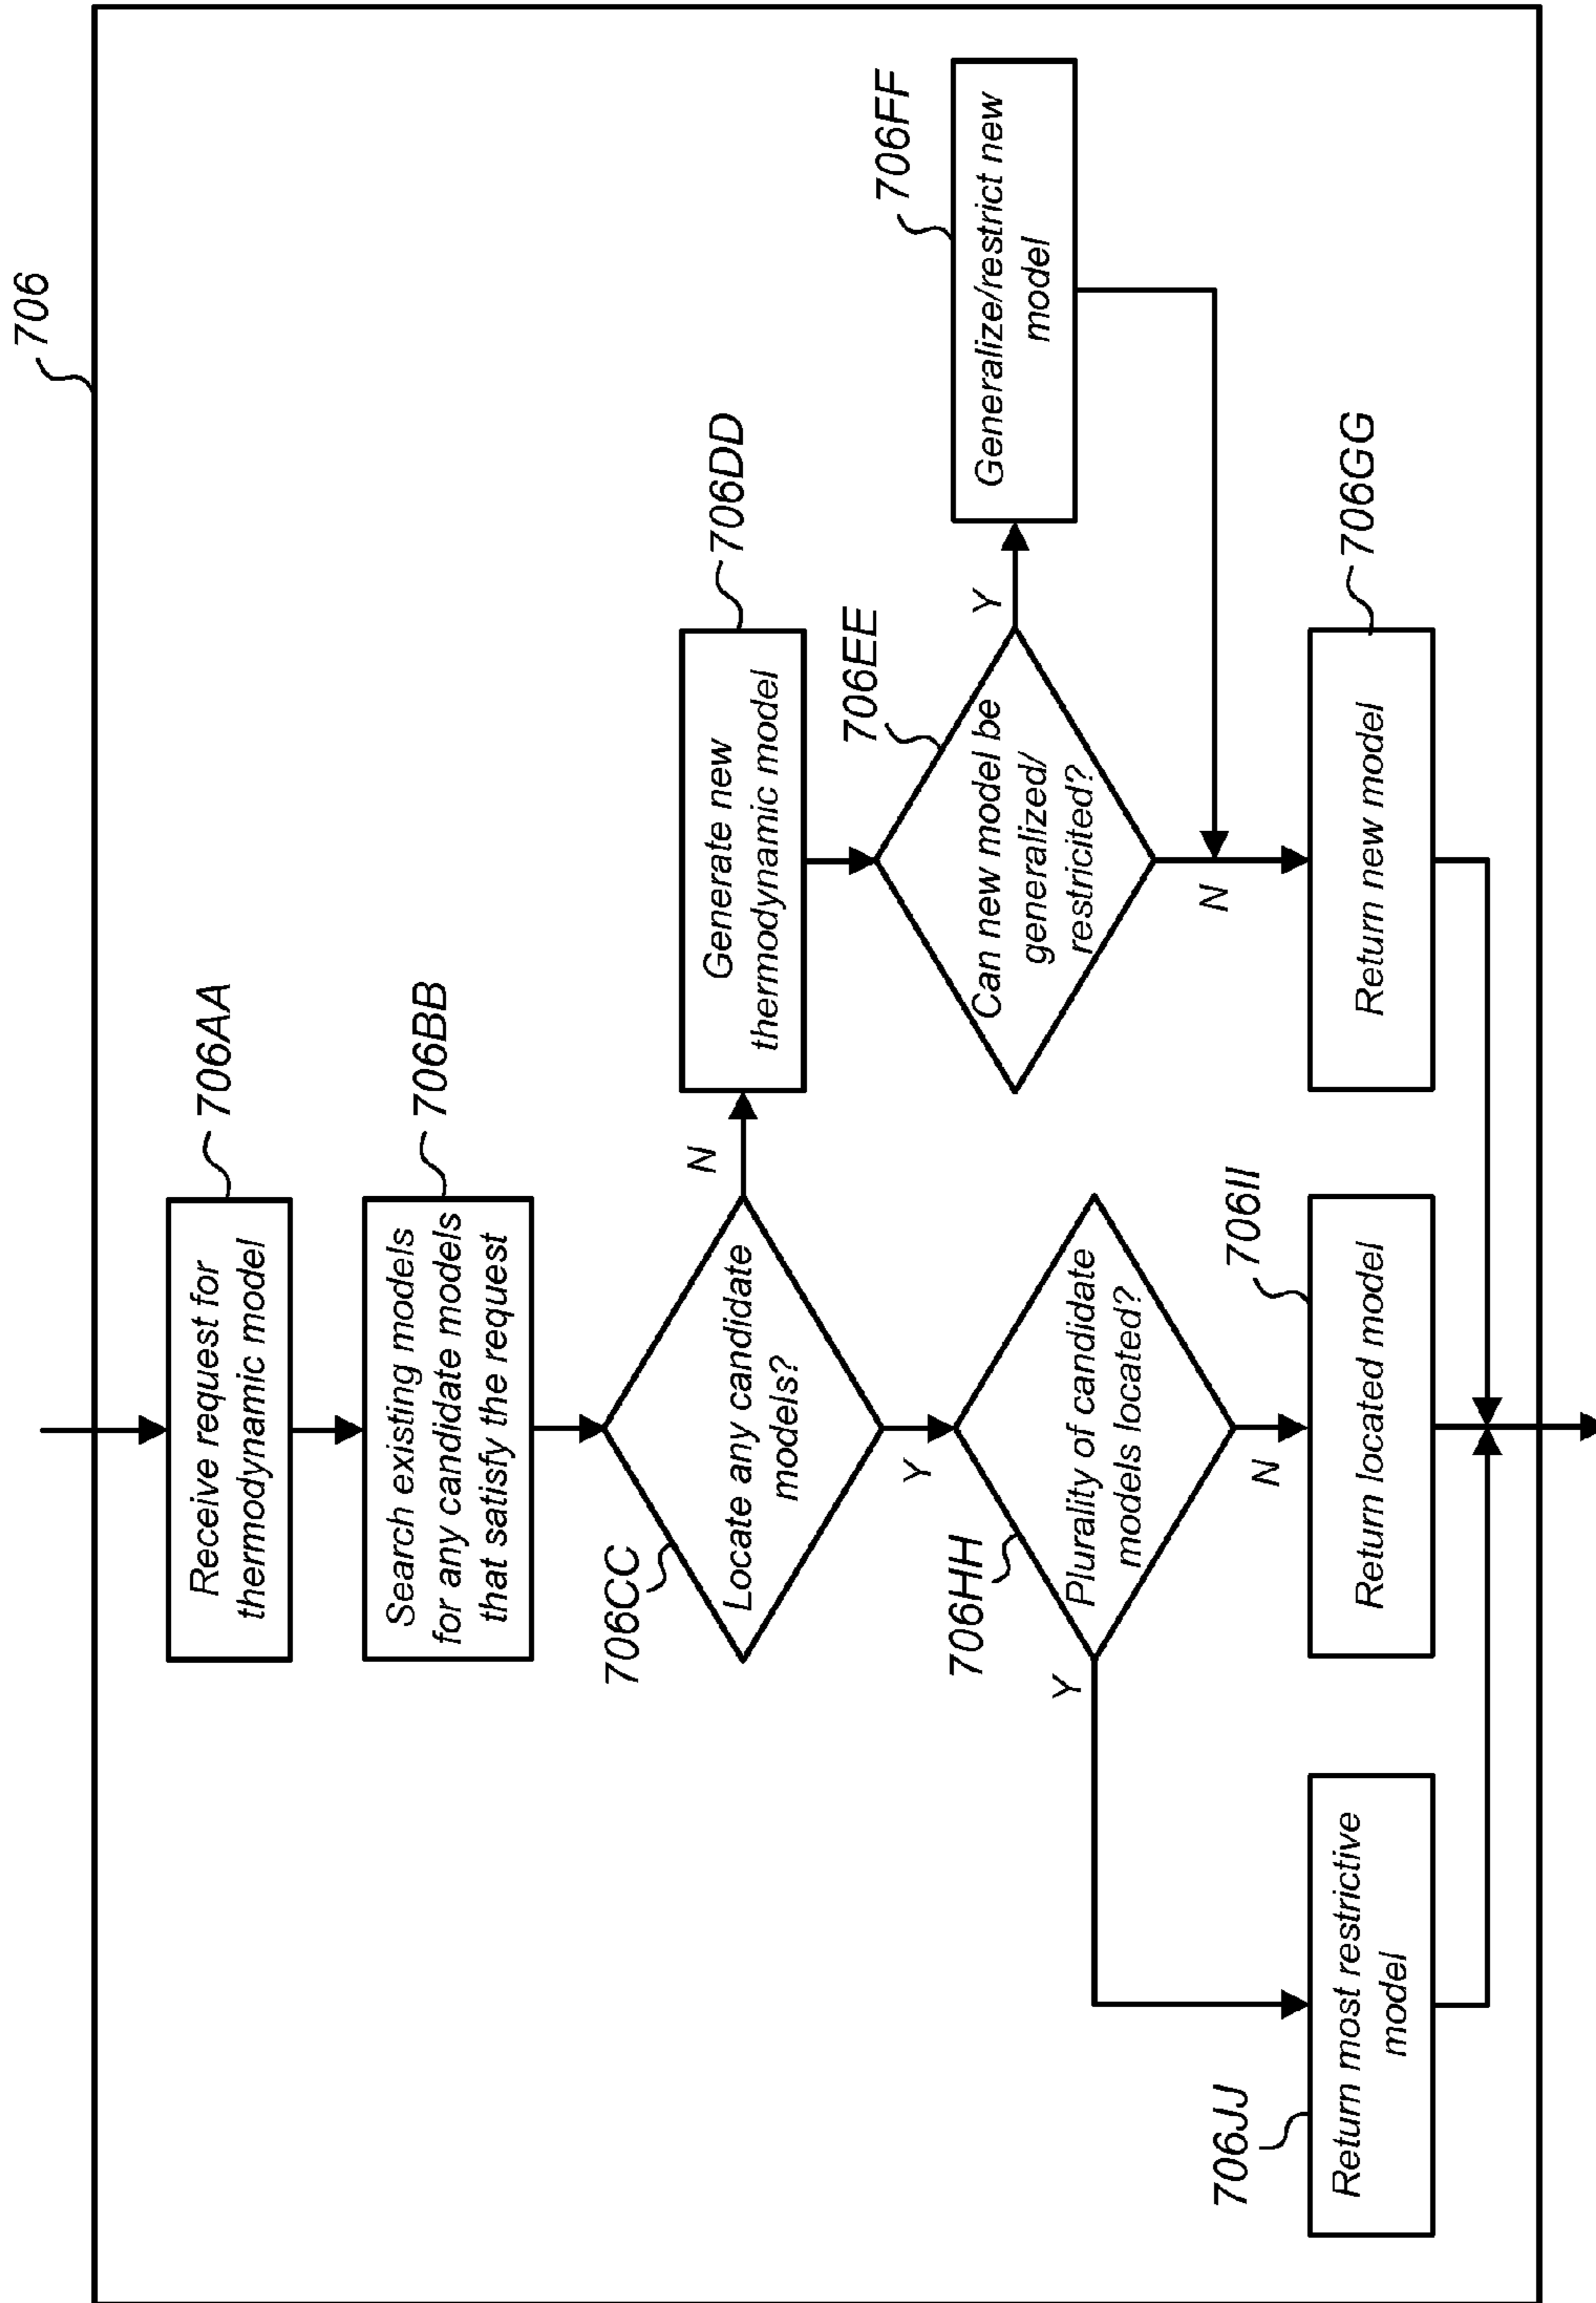 706
706AA
Receive request for
thermodynamic model
706BB
Search existing models
for any candidate models
that satisfy the request
706CC
Locate any candidate
models?
N
Y
706DD
Generate new
thermodynamic model
706EE
Can new model be
generalized/
restricited?
Y
N
706FF
Generalize/restrict new
model
706GG
Return new model
706HH
Plurality of candidate
models located?
Y
N
706II
Return located model
706JJ
Return most restrictive
model